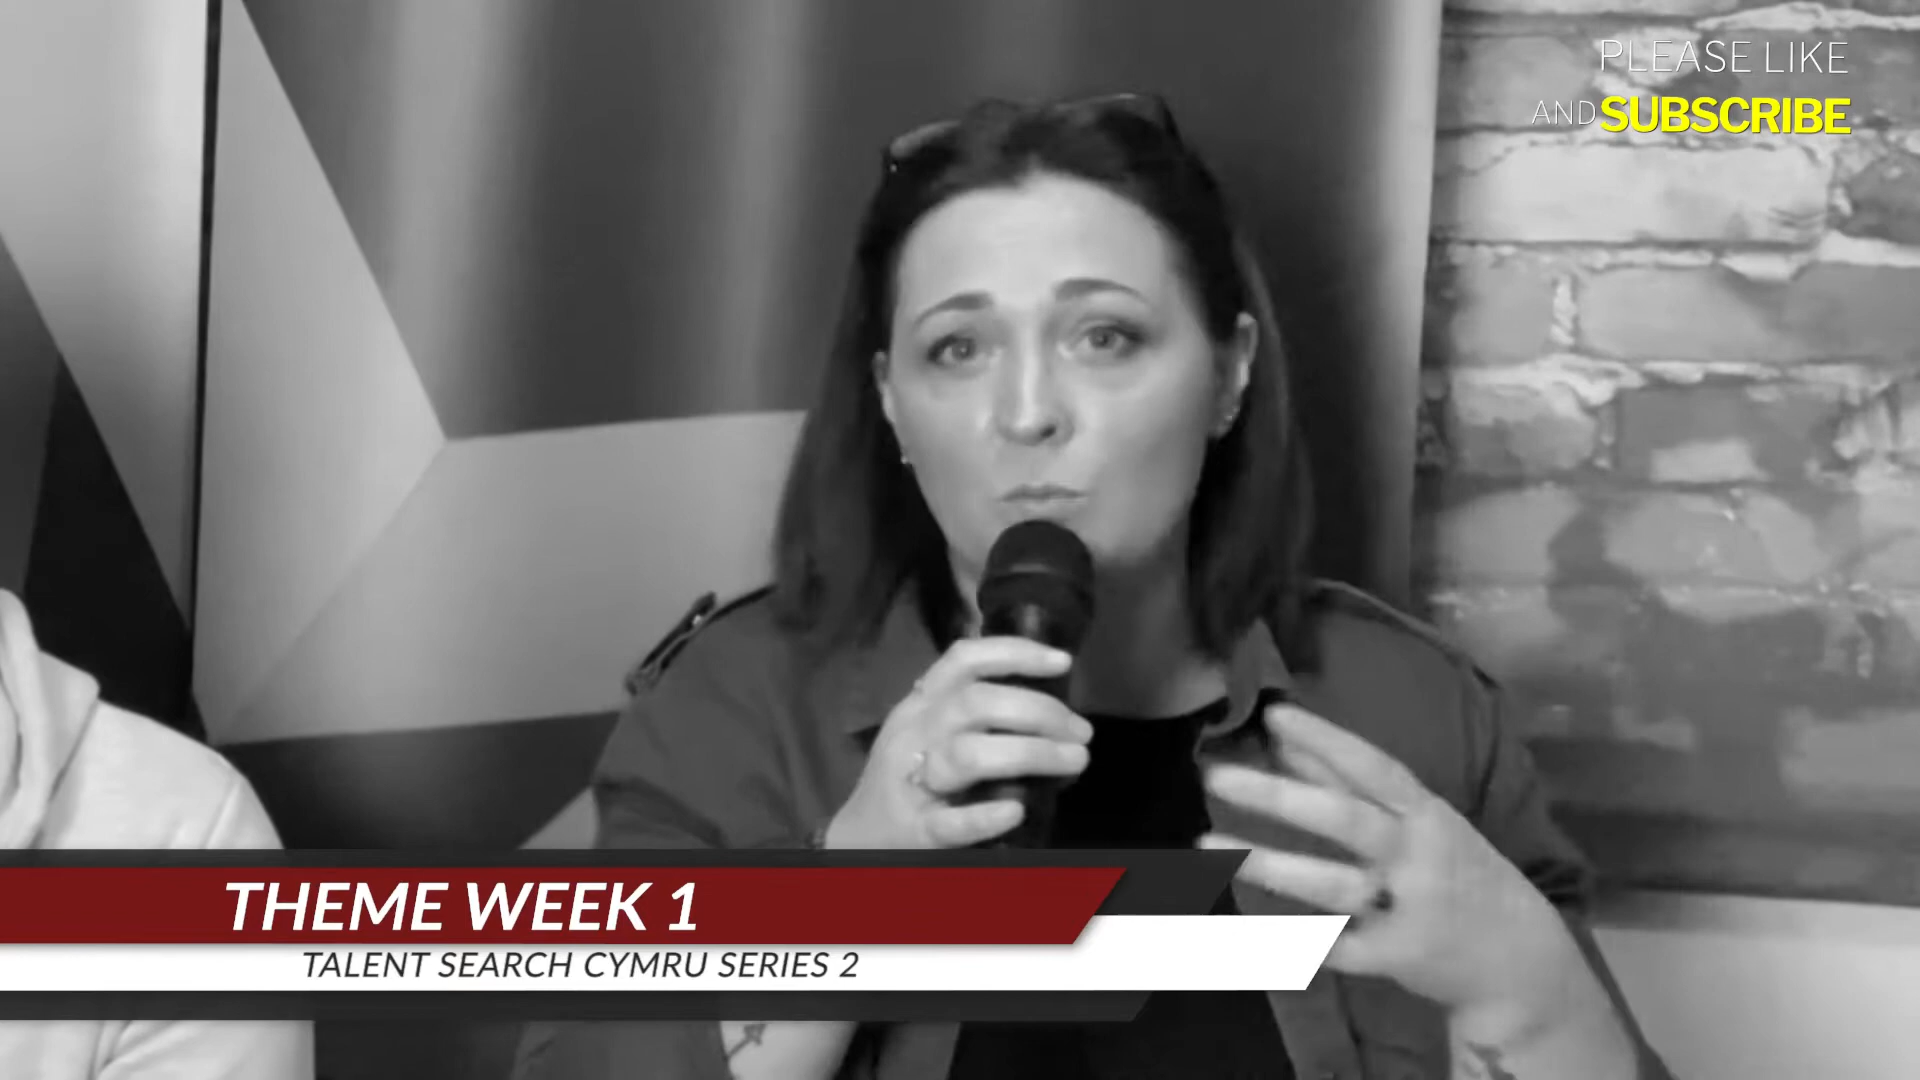 PLEASE LIKE
AND SUBSCRIBE
THEME WEEK 1
TALENT SEARCH CYMRU SERIES 2